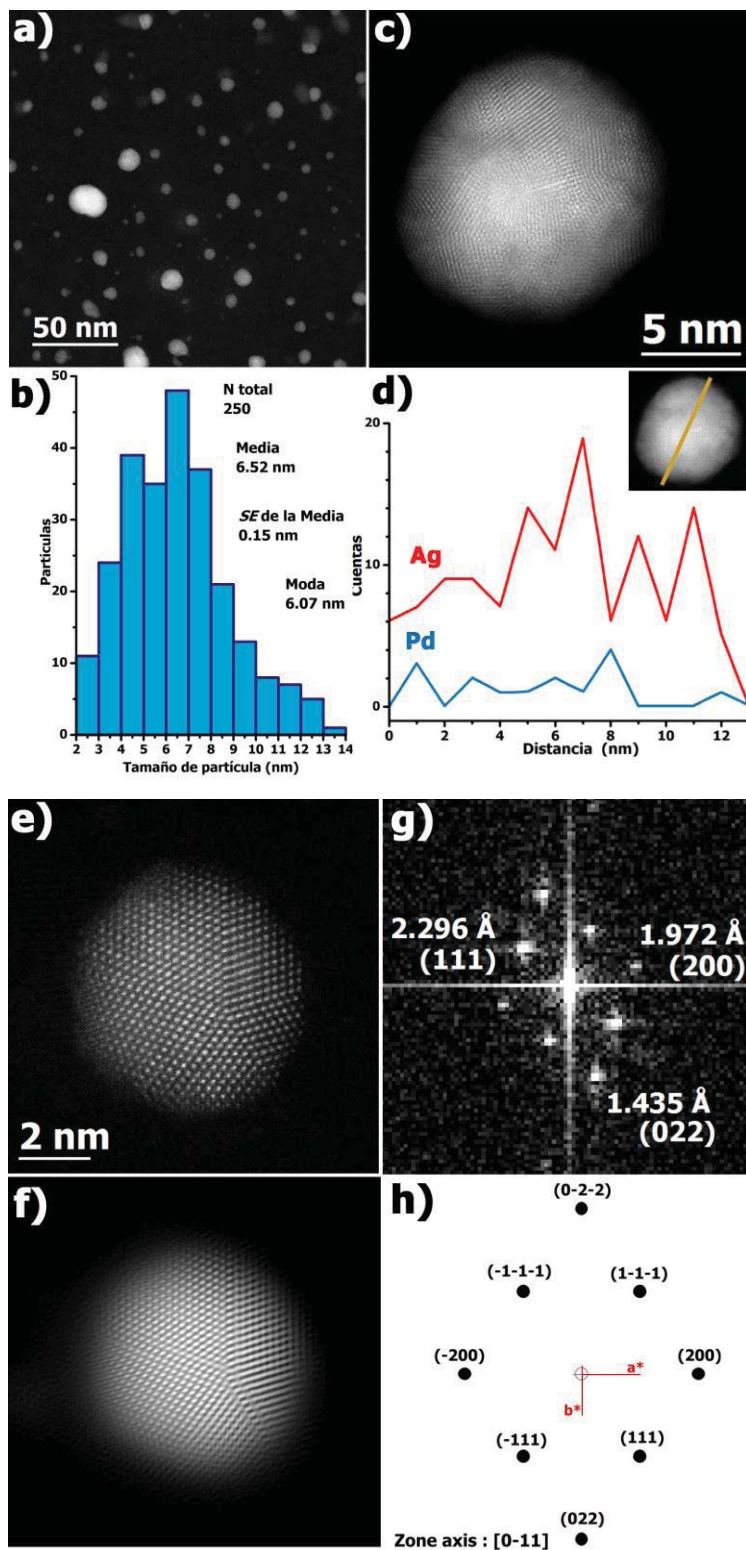 a)
50 nm
c)
5 nm
b)
50
40
30
20
10
0
Partículas
N total
250
Media
6.52 nm
SE de la Media
0.15 nm
Moda
6.07 nm
2 3 4 5 6 7 8 9 10 11 12 13 14
Tamaño de partícula (nm)
d)
20
10
0
Cuentas
Ag
Pd
0 2 4 6 8 10 12
Distancia (nm)
e)
2 nm
g)
2.296 Å
(111)
1.972 Å
(200)
1.435 Å
(022)
f)
h)
(0-2-2)
(-1-1-1) (1-1-1)
(-200) (200)
a*
b*
(-111) (111)
(022)
Zone axis : [0-11]